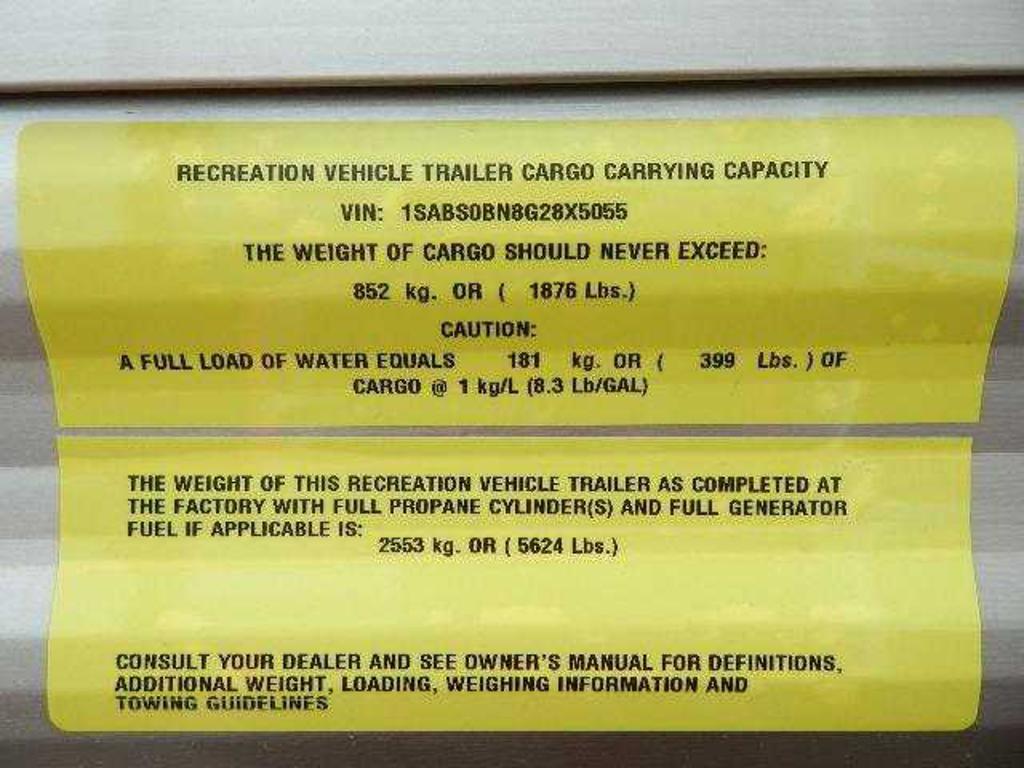 RECREATION VEHICLE TRAILER CARGO CARRYING CAPACITY
VIN: 1SABS0BN8G28X5055
THE WEIGHT OF CARGO SHOULD NEVER EXCEED:
852 kg. OR ( 1876 Lbs.)
CAUTION:
A FULL LOAD OF WATER EQUALS 181 kg. OR ( 399 Lbs. ) OF
CARGO @ 1 kg/L (8.3 Lb/GAL)
THE WEIGHT OF THIS RECREATION VEHICLE TRAILER AS COMPLETED AT
THE FACTORY WITH FULL PROPANE CYLINDER(S) AND FULL GENERATOR
FUEL IF APPLICABLE IS:
2553 kg. OR ( 5624 Lbs.)
CONSULT YOUR DEALER AND SEE OWNER'S MANUAL FOR DEFINITIONS,
ADDITIONAL WEIGHT, LOADING, WEIGHING INFORMATION AND
TOWING GUIDELINES